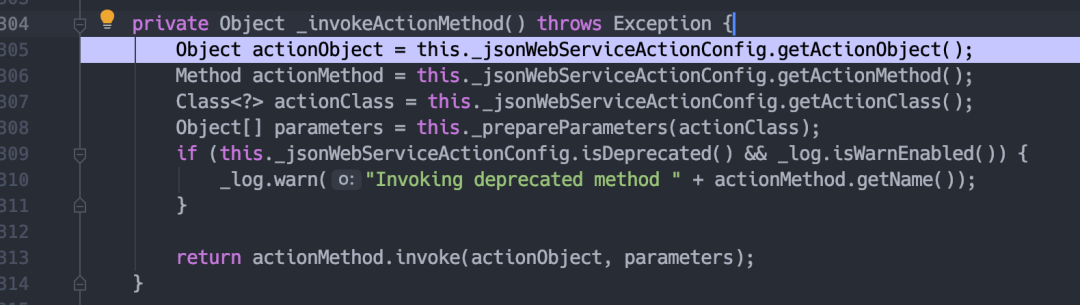 304 private Object _invokeActionMethod() throws Exception {
305 Object actionObject = this._jsonWebServiceActionConfig.getActionObject();
306 Method actionMethod = this._jsonWebServiceActionConfig.getActionMethod();
307 Class<?> actionClass = this._jsonWebServiceActionConfig.getActionClass();
308 Object[] parameters = this._prepareParameters(actionClass);
309 if (this._jsonWebServiceActionConfig.isDeprecated() && _log.isWarnEnabled()) {
310 _log.warn( o: "Invoking deprecated method " + actionMethod.getName());
311 }
312
313 return actionMethod.invoke(actionObject, parameters);
314 }